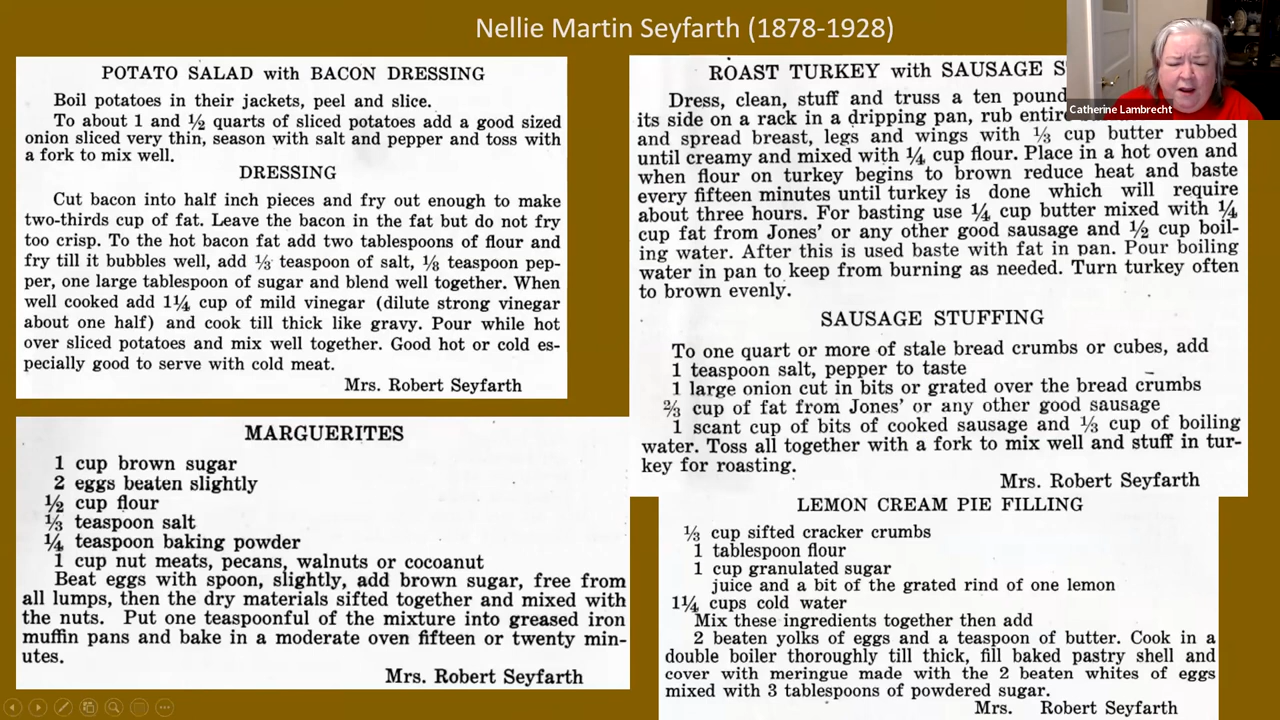 Nellie Martin Seyfarth (1878-1928)
POTATO SALAD with BACON DRESSING
Boil potatoes in their jackets, peel and slice.
To about 1 and ½ quarts of sliced potatoes add a good sized
onion sliced very thin, season with salt and pepper and toss with
a fork to mix well.
DRESSING
Cut bacon into half inch pieces and fry out enough to make
two-thirds cup of fat. Leave the bacon in the fat but do not fry
too crisp. To the hot bacon fat add two tablespoons of flour and
fry till it bubbles well, add ⅓ teaspoon of salt, ⅛ teaspoon pep-
per, one large tablespoon of sugar and blend well together. When
well cooked add 1¼ cup of mild vinegar (dilute strong vinegar
about one half) and cook till thick like gravy. Pour while hot
over sliced potatoes and mix well together. Good hot or cold es-
pecially good to serve with cold meat.
Mrs. Robert Seyfarth
MARGUERITES
1 cup brown sugar
2 eggs beaten slightly
½ cup flour
⅓ teaspoon salt
¼ teaspoon baking powder
1 cup nut meats, pecans, walnuts or cocoanut
Beat eggs with spoon, slightly, add brown sugar, free from
all lumps, then the dry materials sifted together and mixed with
the nuts. Put one teaspoonful of the mixture into greased iron
muffin pans and bake in a moderate oven fifteen or twenty min-
utes.
Mrs. Robert Seyfarth
ROAST TURKEY with SAUSAGE
Dress, clean, stuff and truss a ten pound
its side on a rack in a dripping pan, rub
and spread breast, legs and wings with ⅓ cup butter rubbed
until creamy and mixed with ¼ cup flour. Place in a hot oven and
when flour on turkey begins to brown reduce heat and baste
every fifteen minutes until turkey is done which will require
about three hours. For basting use ¼ cup butter mixed with ¼
cup fat from Jones' or any other good sausage and ½ cup boil-
ing water. After this is used baste with fat in pan. Pour boiling
water in pan to keep from burning as needed. Turn turkey often
to brown evenly.
SAUSAGE STUFFING
To one quart or more of stale bread crumbs or cubes, add
1 teaspoon salt, pepper to taste
1 large onion cut in bits or grated over the bread crumbs
⅔ cup of fat from Jones' or any other good sausage
1 scant cup of bits of cooked sausage and ⅓ cup of boiling
water. Toss all together with a fork to mix well and stuff in tur-
key for roasting.
Mrs. Robert Seyfarth
LEMON CREAM PIE FILLING
⅓ cup sifted cracker crumbs
1 tablespoon flour
1 cup granulated sugar
juice and a bit of the grated rind of one lemon
1¼ cups cold water
Mix these ingredients together then add
2 beaten yolks of eggs and a teaspoon of butter. Cook in a
double boiler thoroughly till thick, fill baked pastry shell and
cover with meringue made with the 2 beaten whites of eggs
mixed with 3 tablespoons of powdered sugar.
Mrs. Robert Seyfarth
Catherine Lambrecht